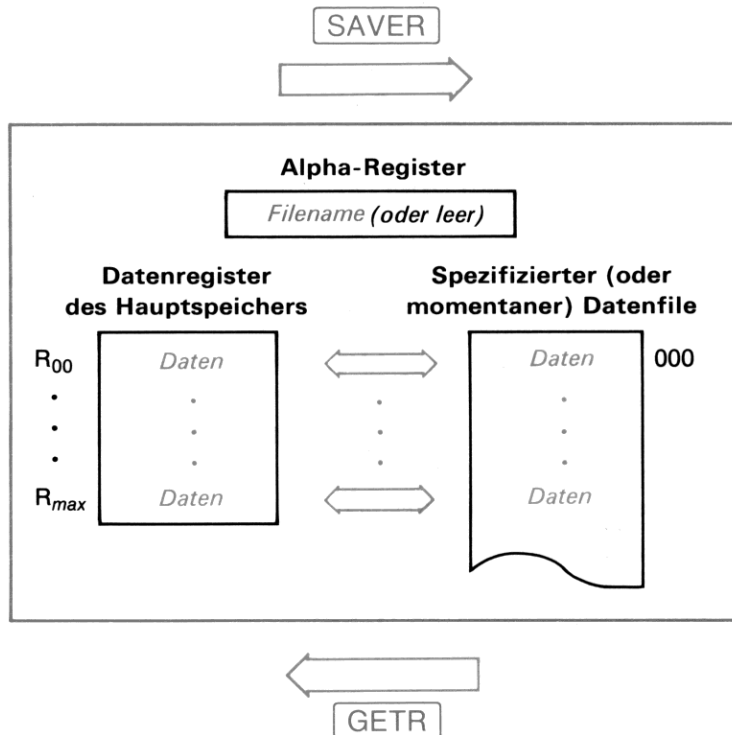 SAVER
Alpha-Register
Filename (oder leer)
Datenregister
des Hauptspeichers
Spezifizierter (oder
momentaner) Datenfile
R00 Daten Daten 000
Rmax Daten Daten
GETR